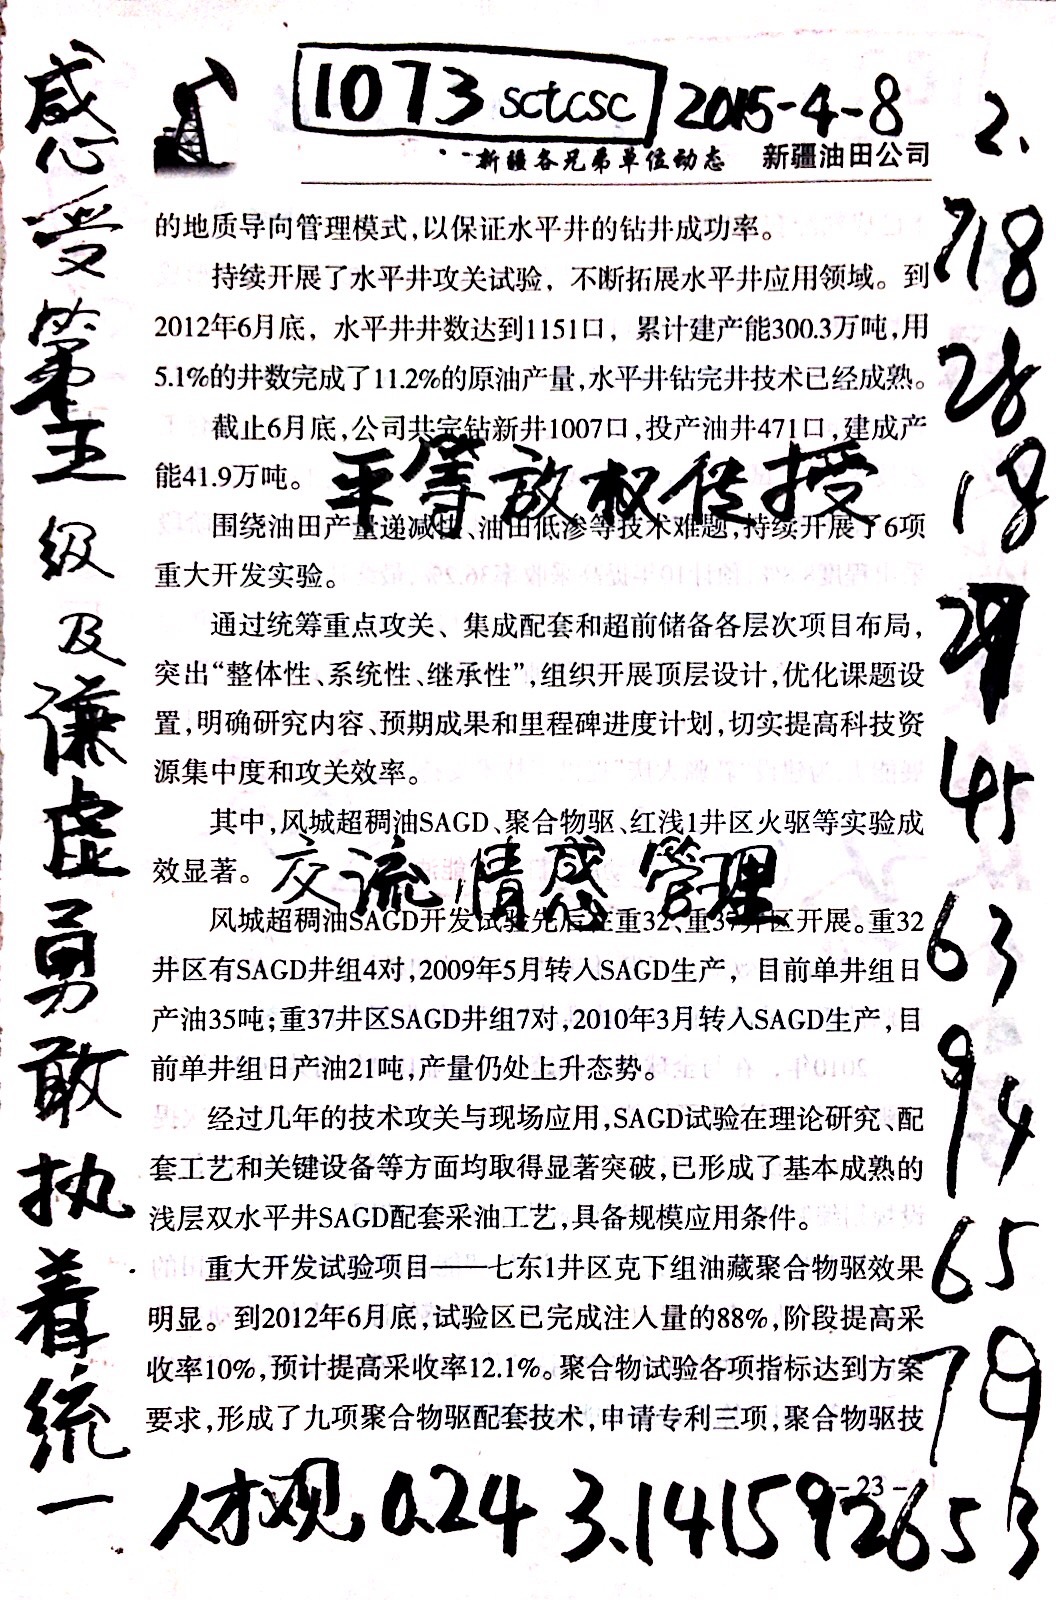 1073 sctcsc 2015-4-8
新疆各兄弟单位动态 新疆油田公司
的地质导向管理模式,以保证水平井的钻井成功率。
持续开展了水平井攻关试验，不断拓展水平井应用领域。到
2012年6月底，水平井井数达到1151口，累计建产能300.3万吨,用
5.1%的井数完成了11.2%的原油产量,水平井钻完井技术已经成熟。
截止6月底,公司共完钻新井1007口,投产油井471口,建成产
能41.9万吨。
平等放权传授
围绕油田产量递减快、油田低渗等技术难题,持续开展了6项
重大开发实验。
通过统筹重点攻关、集成配套和超前储备各层次项目布局,
突出“整体性、系统性、继承性”,组织开展顶层设计,优化课题设
置,明确研究内容、预期成果和里程碑进度计划,切实提高科技资
源集中度和攻关效率。
其中,风城超稠油SAGD、聚合物驱、红浅1井区火驱等实验成
效显著。
交流情感管理
风城超稠油SAGD开发试验先后在重32、重37井区开展。重32
井区有SAGD井组4对,2009年5月转入SAGD生产，目前单井组日
产油35吨;重37井区SAGD井组7对,2010年3月转入SAGD生产,目
前单井组日产油21吨,产量仍处上升态势。
经过几年的技术攻关与现场应用,SAGD试验在理论研究、配
套工艺和关键设备等方面均取得显著突破,已形成了基本成熟的
浅层双水平井SAGD配套采油工艺,具备规模应用条件。
重大开发试验项目——七东1井区克下组油藏聚合物驱效果
明显。到2012年6月底,试验区已完成注入量的88%,阶段提高采
收率10%,预计提高采收率12.1%。聚合物试验各项指标达到方案
要求,形成了九项聚合物驱配套技术,申请专利三项,聚合物驱技
-23-
人才观 0.24 3.141592653
感受第五级及谦虚勇敢执着统一
2.
718
28
18
45
63
94
65
79